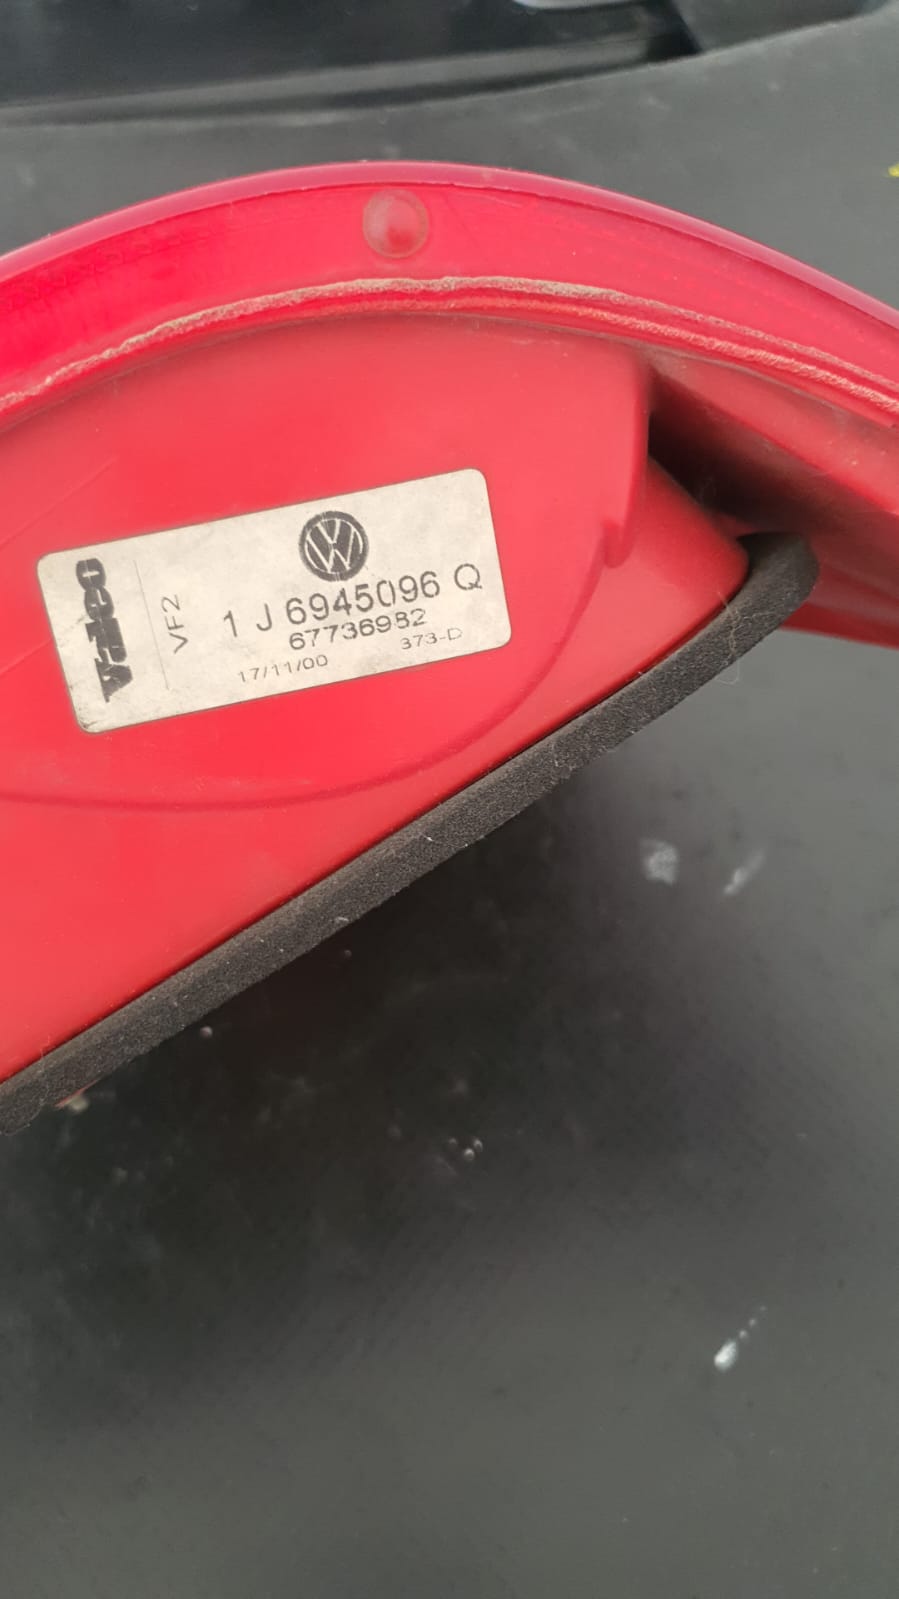 valeo
VF2
1 J 6945096 Q
67736982
17/11/00
373-D